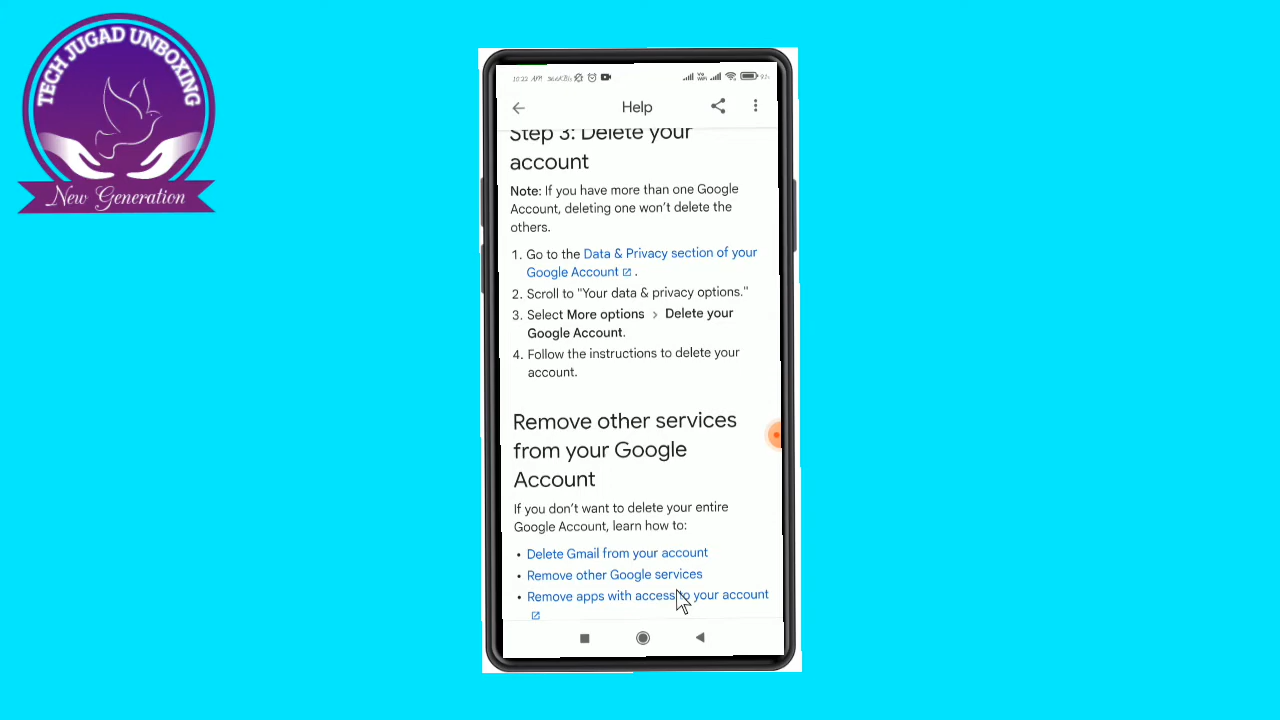 TECH JUGAD UNBOXING
New Generation
10:22 AM
Help
Step 3: Delete your
account
Note: If you have more than one Google
Account, deleting one won't delete the
others.
1. Go to the Data & Privacy section of your
Google Account .
2. Scroll to "Your data & privacy options."
3. Select More options > Delete your
Google Account.
4. Follow the instructions to delete your
account.
Remove other services
from your Google
Account
If you don't want to delete your entire
Google Account, learn how to:
• Delete Gmail from your account
• Remove other Google services
• Remove apps with access to your account